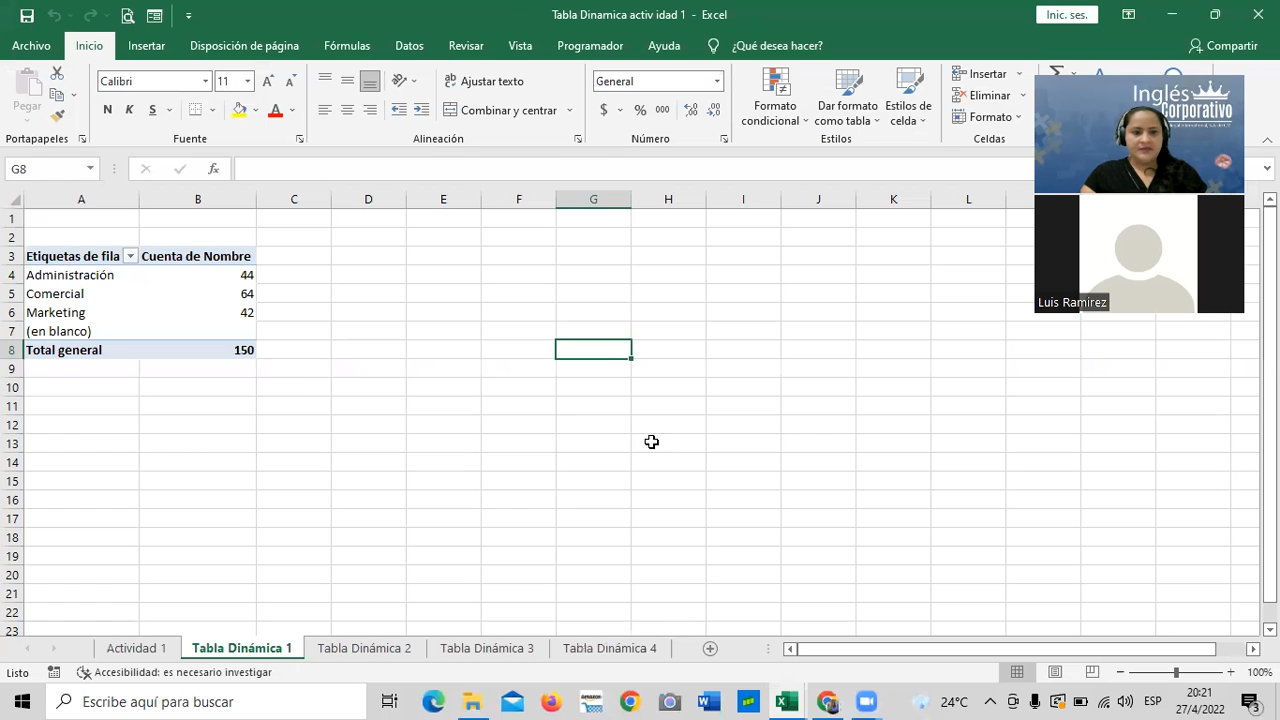 Tabla Dinamica activ idad 1 - Excel
Inic. ses.
Archivo Inicio Insertar Disposición de página Fórmulas Datos Revisar Vista Programador Ayuda ¿Qué desea hacer? Compartir
Pegar
Calibri 11
N K S
Ajustar texto
Combinar y centrar
General
$ % 000
Formato condicional
Dar formato como tabla
Estilos de celda
Insertar
Eliminar
Formato
Portapapeles Fuente Alineación Número Estilos Celdas
Inglés
Corporativo
G8 fx
A B C D E F G H I J K L
1
2
3 Etiquetas de fila Cuenta de Nombre
4 Administración 44
5 Comercial 64
6 Marketing 42
7 (en blanco)
8 Total general 150
9
10
11
12
13
14
15
16
17
18
19
20
21
22
23
Luis Ramirez
Actividad 1 Tabla Dinámica 1 Tabla Dinámica 2 Tabla Dinámica 3 Tabla Dinámica 4
Listo Accesibilidad: es necesario investigar 100%
Escribe aquí para buscar
amazon
24°C ESP
20:21
27/4/2022
3